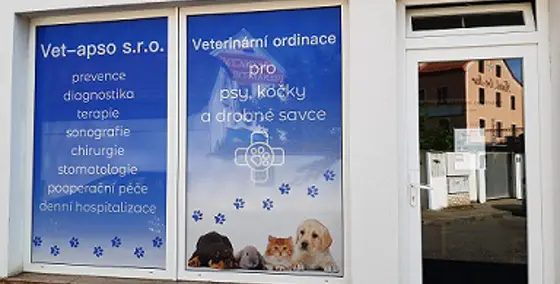 Vet-apso s.r.o.
prevence
diagnostika
terapie
sonografie
chirurgie
stomatologie
pooperační péče
denní hospitalizace
Veterinární ordinace
pro
psy, kočky
a drobné savce